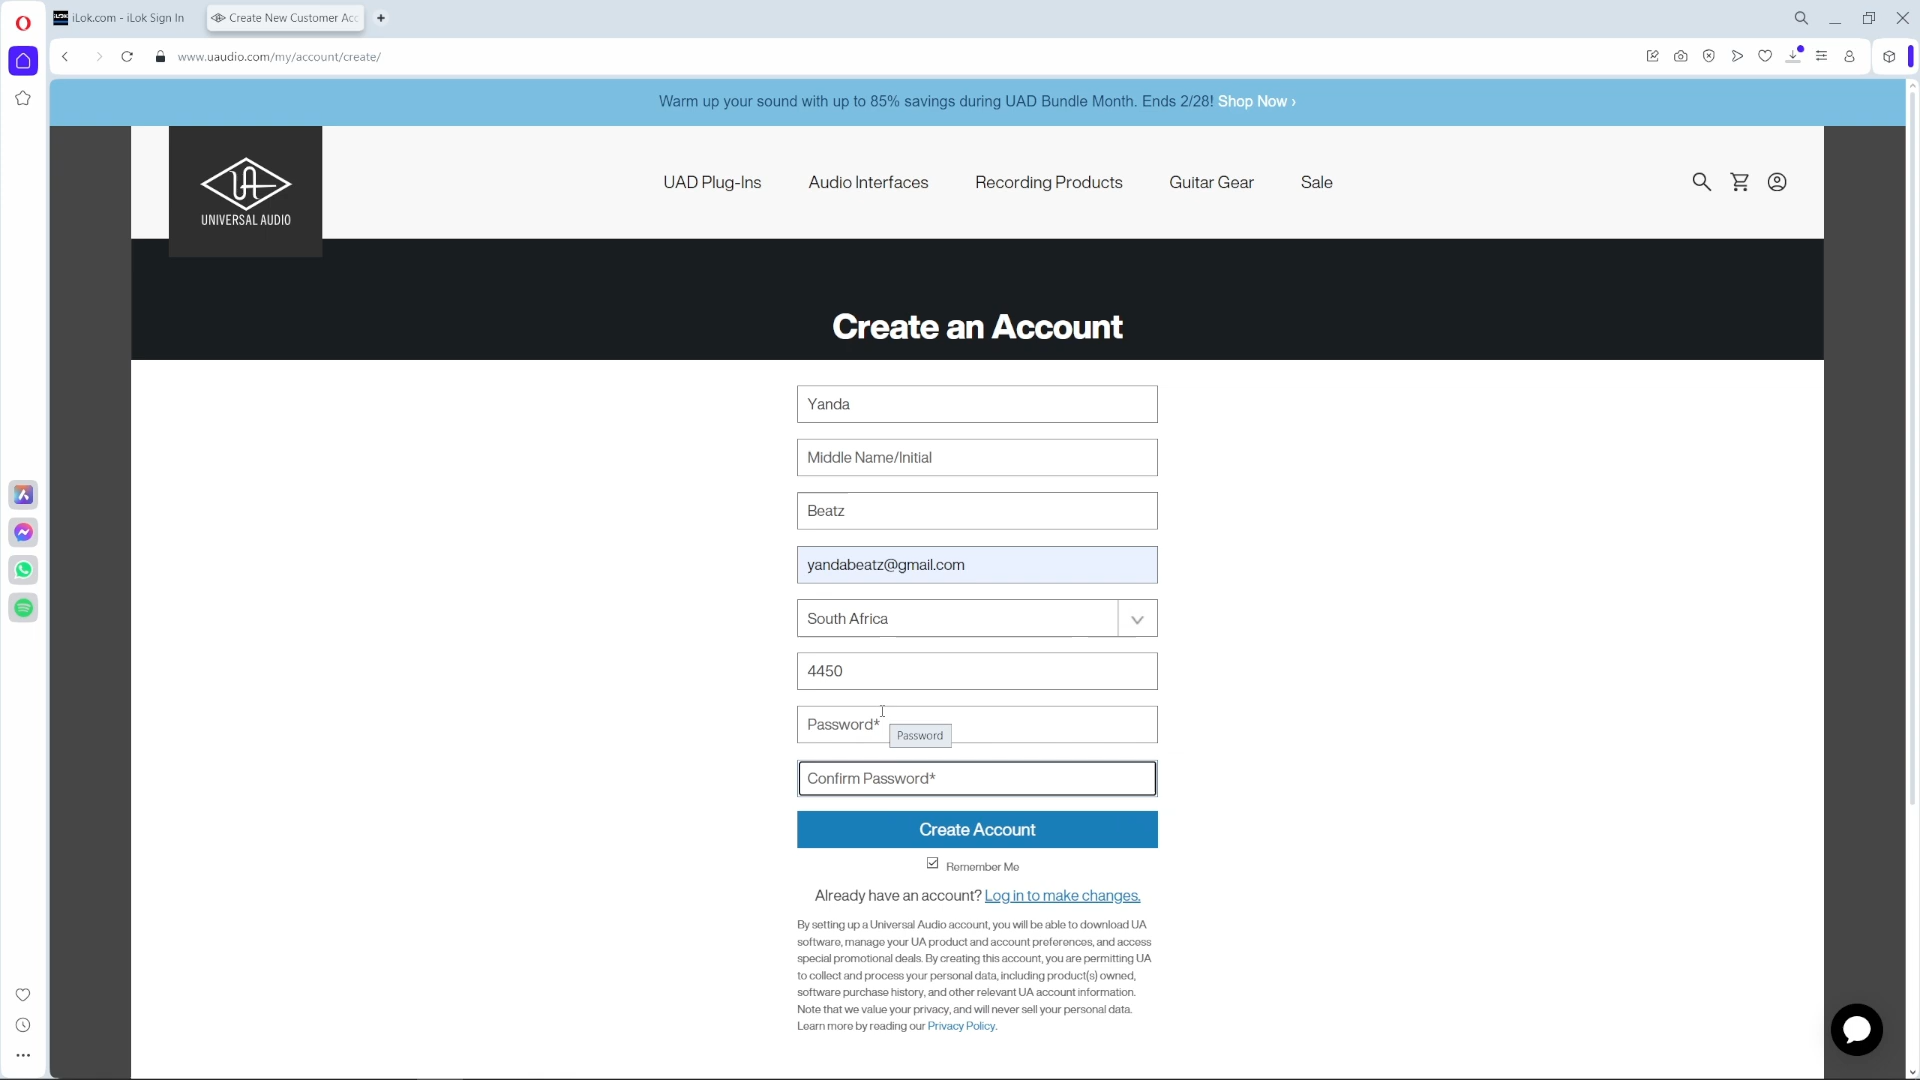 iLok.com - iLok Sign In
Create New Customer Acc
www.uaudio.com/my/account/create/
Warm up your sound with up to 85% savings during UAD Bundle Month. Ends 2/28! Shop Now ›
UA
UNIVERSAL AUDIO
UAD Plug-Ins
Audio Interfaces
Recording Products
Guitar Gear
Sale
Create an Account
Yanda
Middle Name/Initial
Beatz
yandabeatz@gmail.com
South Africa
4450
Password*
Password
Confirm Password*
Create Account
Remember Me
Already have an account? Log in to make changes.
By setting up a Universal Audio account, you will be able to download UA
software, manage your UA product and account preferences, and access
special promotional deals. By creating this account, you are permitting UA
to collect and process your personal data, including product(s) owned,
software purchase history, and other relevant UA account information.
Note that we value your privacy, and will never sell your personal data.
Learn more by reading our Privacy Policy.